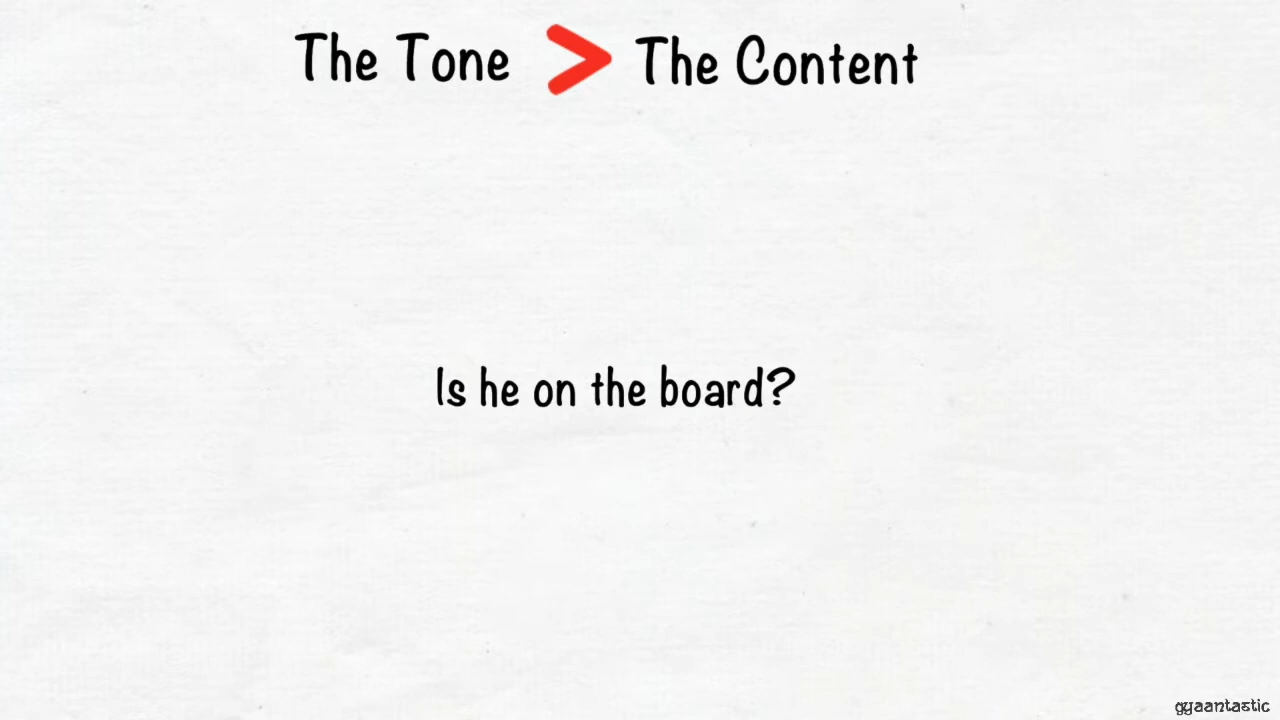 The Tone > The Content
Is he on the board?
gyaantastic